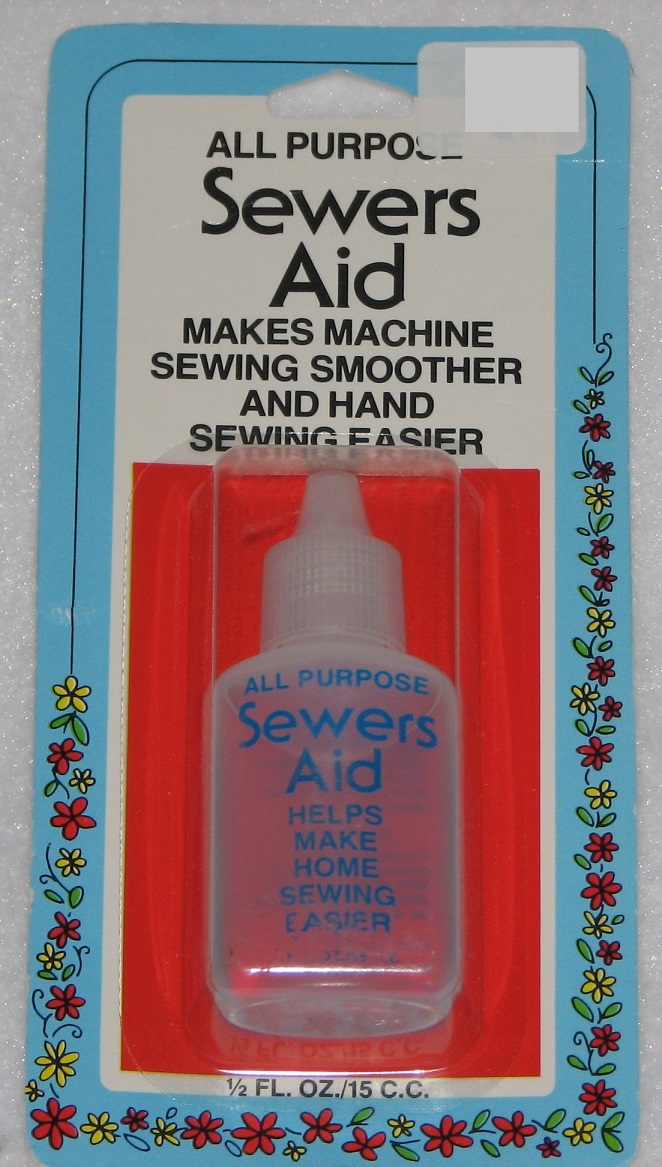 ALL PURPOSE
Sewers
Aid
MAKES MACHINE
SEWING SMOOTHER
AND HAND
SEWING EASIER
ALL PURPOSE
Sewers
Aid
HELPS
MAKE
HOME
SEWING
EASIER
½ FL. OZ./15 C.C.